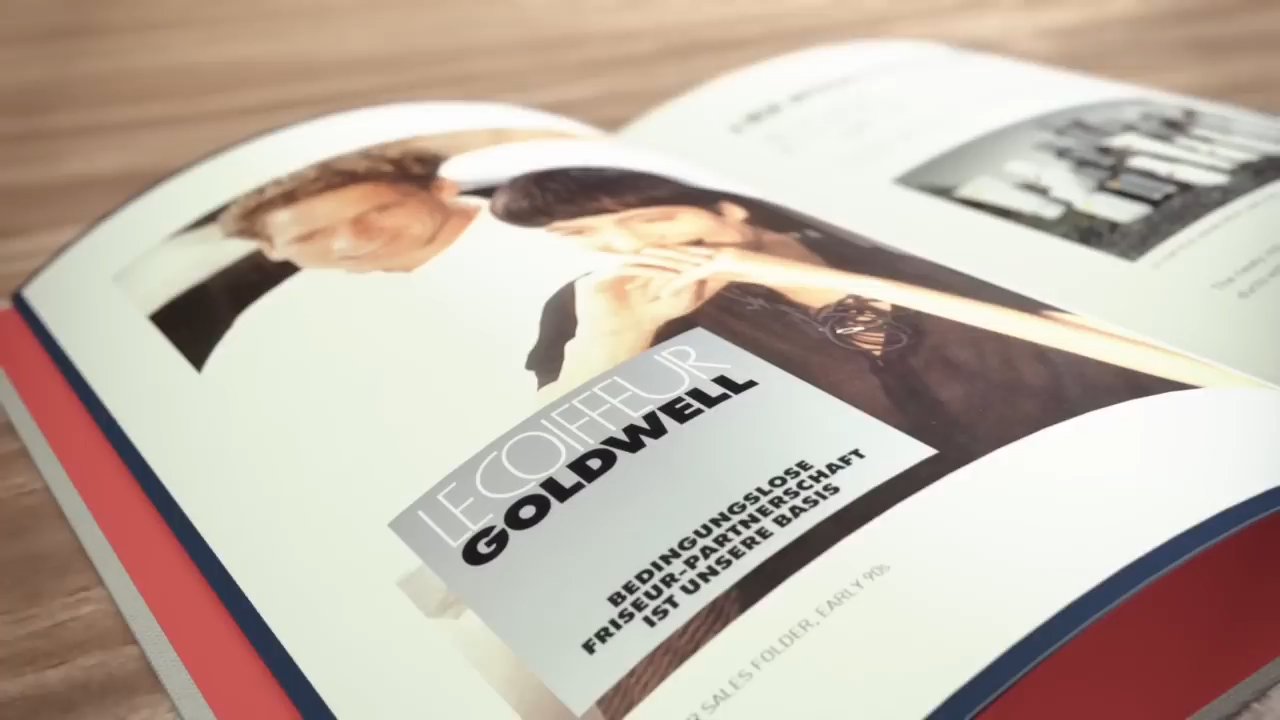 LE COIFFEUR
GOLDWELL
BEDINGUNGSLOSE
FRISEUR-PARTNERSCHAFT
IST UNSERE BASIS
SALES FOLDER, EARLY 90s